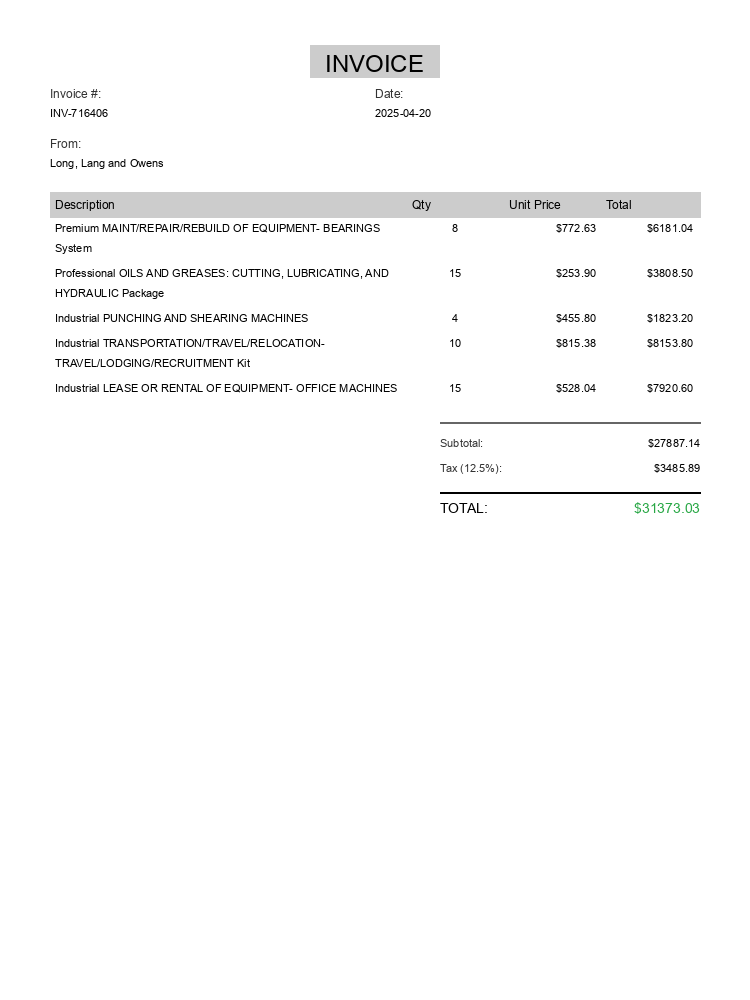 INVOICE
Invoice #: Date:
INV-716406 2025-04-20
From:
Long, Lang and Owens
Description Qty Unit Price Total
Premium MAINT/REPAIR/REBUILD OF EQUIPMENT- BEARINGS 8 $772.63 $6181.04
System
Professional OILS AND GREASES: CUTTING, LUBRICATING, AND 15 $253.90 $3808.50
HYDRAULIC Package
Industrial PUNCHING AND SHEARING MACHINES 4 $455.80 $1823.20
Industrial TRANSPORTATION/TRAVEL/RELOCATION- 10 $815.38 $8153.80
TRAVEL/LODGING/RECRUITMENT Kit
Industrial LEASE OR RENTAL OF EQUIPMENT- OFFICE MACHINES 15 $528.04 $7920.60
Subtotal: $27887.14
Tax (12.5%): $3485.89
TOTAL: $31373.03